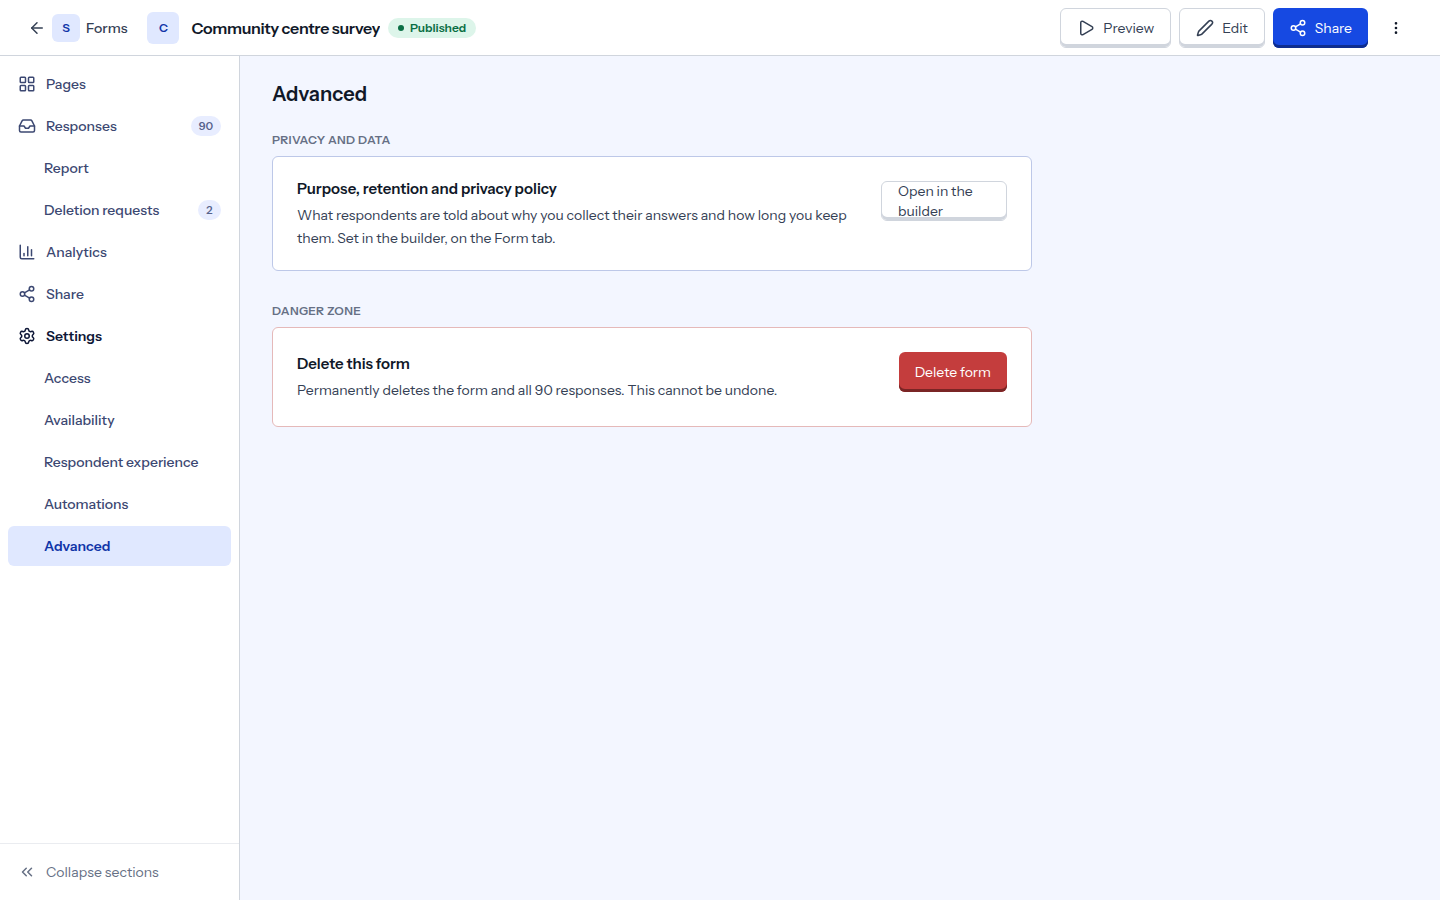 S Forms C Community centre survey Published Preview Edit Share
Pages
Responses 90
Report
Deletion requests 2
Analytics
Share
Settings
Access
Availability
Respondent experience
Automations
Advanced
Collapse sections
Advanced
PRIVACY AND DATA
Purpose, retention and privacy policy
What respondents are told about why you collect their answers and how long you keep
them. Set in the builder, on the Form tab.
Open in the
builder
DANGER ZONE
Delete this form
Permanently deletes the form and all 90 responses. This cannot be undone.
Delete form